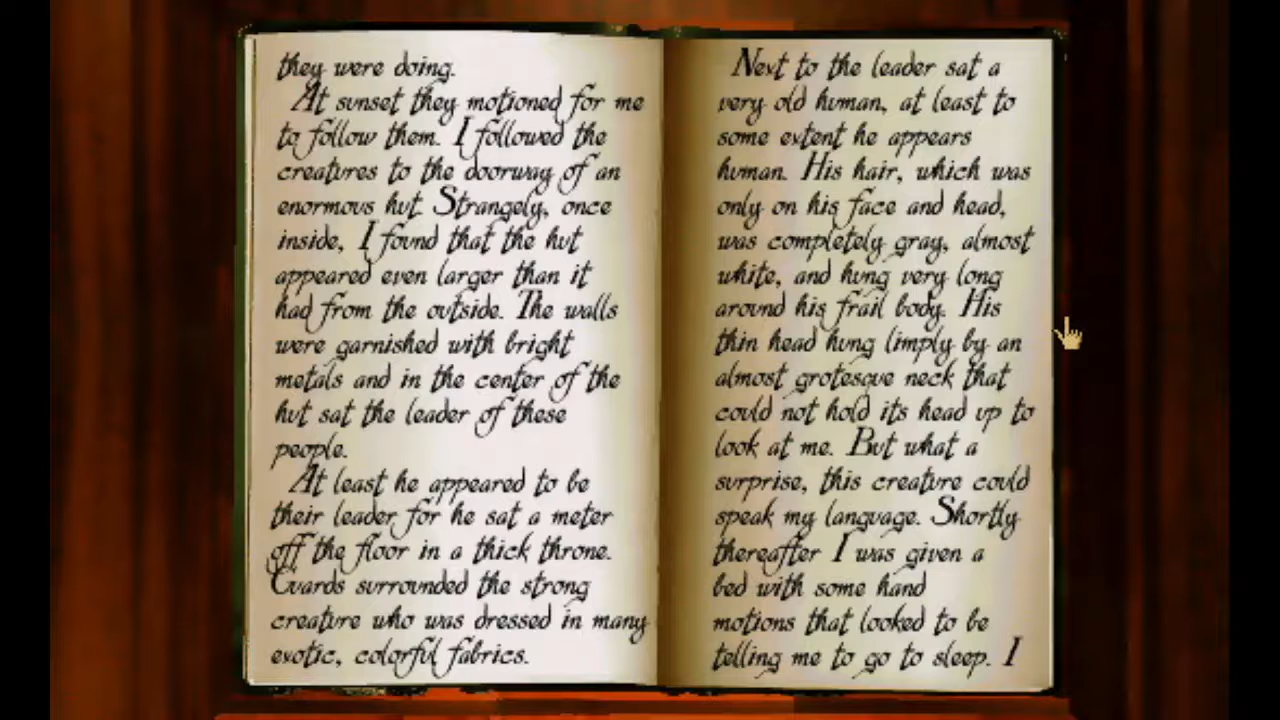 they were doing.
At sunset they motioned for me
to follow them. I followed the
creatures to the doorway of an
enormous hut. Strangely, once
inside, I found that the hut
appeared even larger than it
had from the outside. The walls
were garnished with bright
metals and in the center of the
hut sat the leader of these
people.
At least he appeared to be
their leader for he sat a meter
off the floor in a thick throne.
Guards surrounded the strong
creature who was dressed in many
exotic, colorful fabrics.
Next to the leader sat a
very old human, at least to
some extent he appears
human. His hair, which was
only on his face and head,
was completely gray, almost
white, and hung very long
around his frail body. His
thin head hung limply by an
almost grotesque neck that
could not hold its head up to
look at me. But what a
surprise, this creature could
speak my language. Shortly
thereafter I was given a
bed with some hand
motions that looked to be
telling me to go to sleep. I